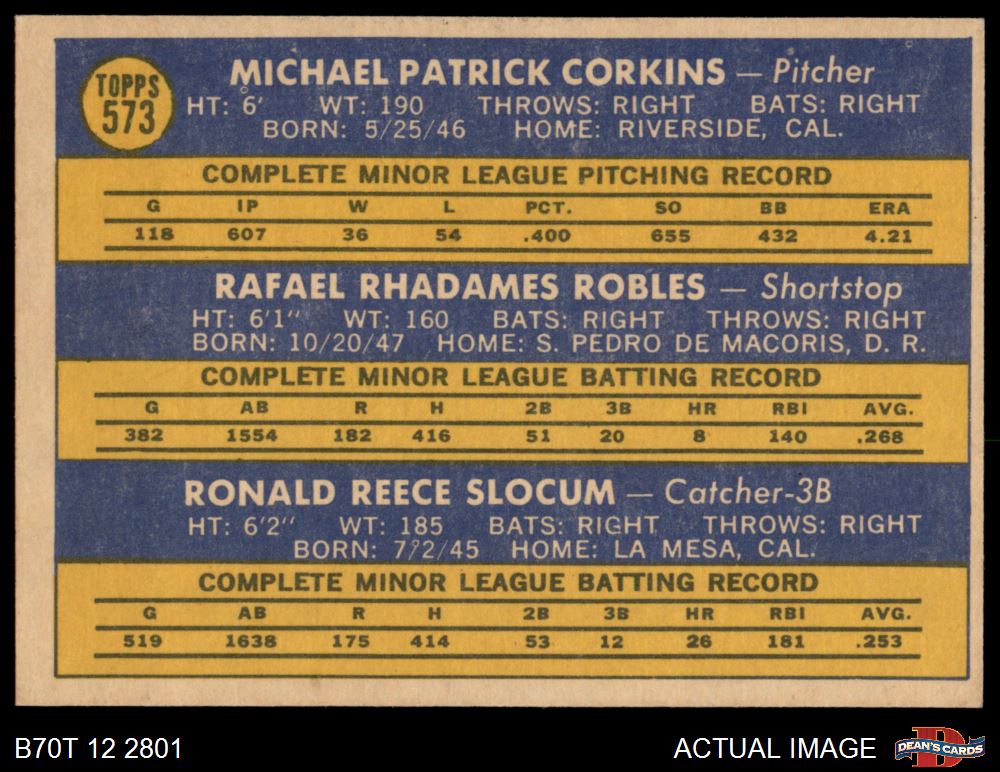 TOPPS
573
MICHAEL PATRICK CORKINS — Pitcher
HT: 6' WT: 190 THROWS: RIGHT BATS: RIGHT
BORN: 5/25/46 HOME: RIVERSIDE, CAL.
COMPLETE MINOR LEAGUE PITCHING RECORD
G IP W L PCT. SO BB ERA
118 607 36 54 .400 655 432 4.21
RAFAEL RHADAMES ROBLES — Shortstop
HT: 6'1" WT: 160 BATS: RIGHT THROWS: RIGHT
BORN: 10/20/47 HOME: S. PEDRO DE MACORIS, D. R.
COMPLETE MINOR LEAGUE BATTING RECORD
G AB R H 2B 3B HR RBI AVG.
382 1554 182 416 51 20 8 140 .268
RONALD REECE SLOCUM — Catcher-3B
HT: 6'2" WT: 185 BATS: RIGHT THROWS: RIGHT
BORN: 7/2/45 HOME: LA MESA, CAL.
COMPLETE MINOR LEAGUE BATTING RECORD
G AB R H 2B 3B HR RBI AVG.
519 1638 175 414 53 12 26 181 .253
B70T 12 2801
ACTUAL IMAGE
DEAN'S CARDS